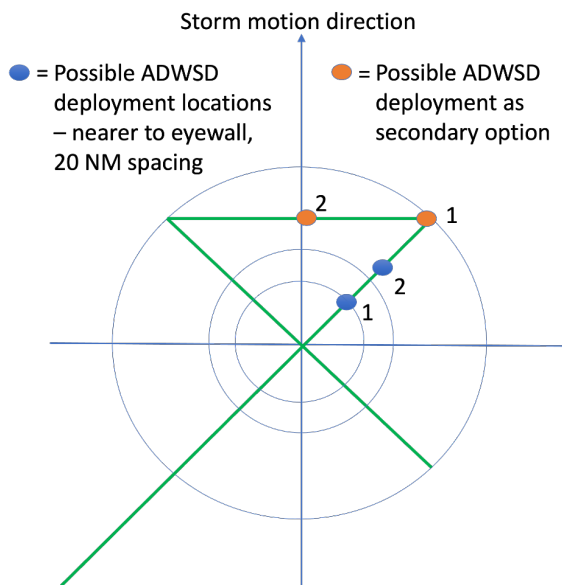 Storm motion direction
= Possible ADWSD
deployment locations
– nearer to eyewall,
20 NM spacing
= Possible ADWSD
deployment as
secondary option
2
1
2
1